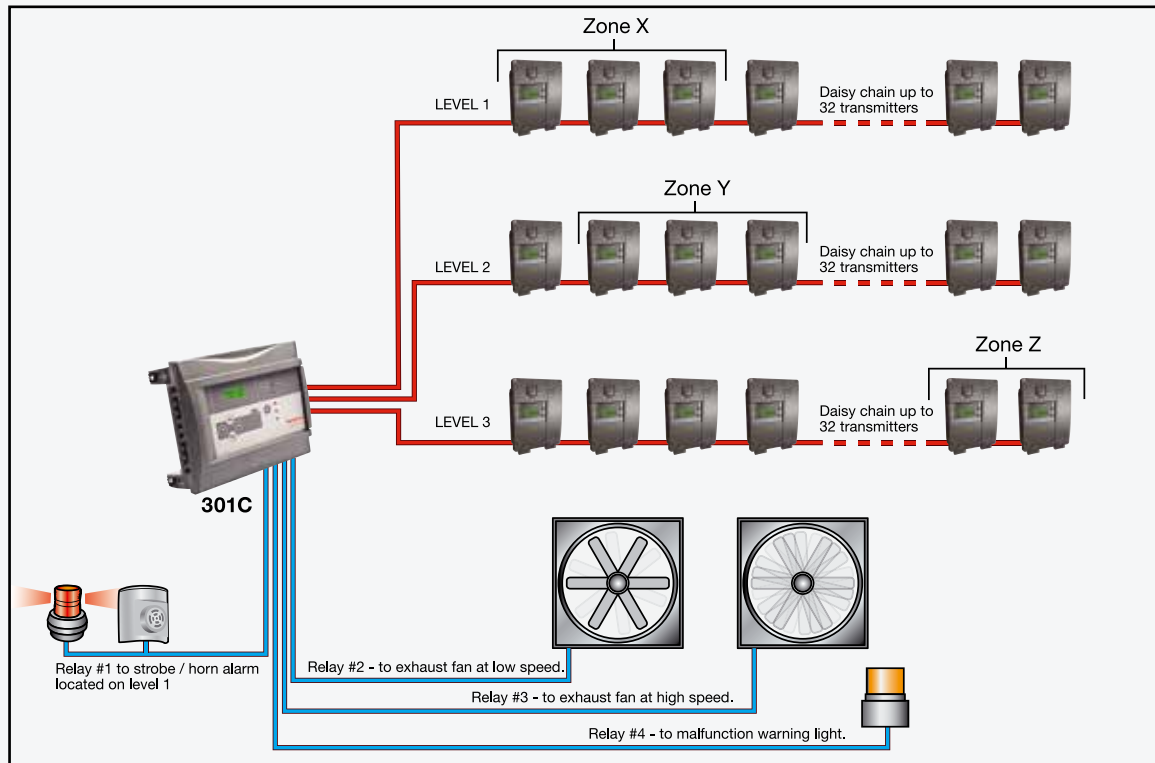 Zone X
LEVEL 1
Daisy chain up to
32 transmitters
Zone Y
LEVEL 2
Daisy chain up to
32 transmitters
Zone Z
LEVEL 3
Daisy chain up to
32 transmitters
301C
Relay #1 to strobe / horn alarm
located on level 1
Relay #2 - to exhaust fan at low speed.
Relay #3 - to exhaust fan at high speed.
Relay #4 - to malfunction warning light.